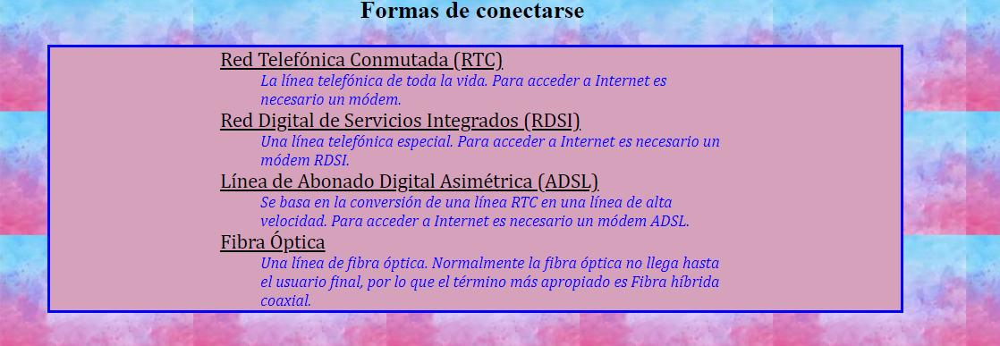 Formas de conectarse
Red Telefónica Conmutada (RTC)
La línea telefónica de toda la vida. Para acceder a Internet es
necesario un módem.
Red Digital de Servicios Integrados (RDSI)
Una línea telefónica especial. Para acceder a Internet es necesario un
módem RDSI.
Línea de Abonado Digital Asimétrica (ADSL)
Se basa en la conversión de una línea RTC en una línea de alta
velocidad. Para acceder a Internet es necesario un módem ADSL.
Fibra Óptica
Una línea de fibra óptica. Normalmente la fibra óptica no llega hasta
el usuario final, por lo que el término más apropiado es Fibra híbrida
coaxial.